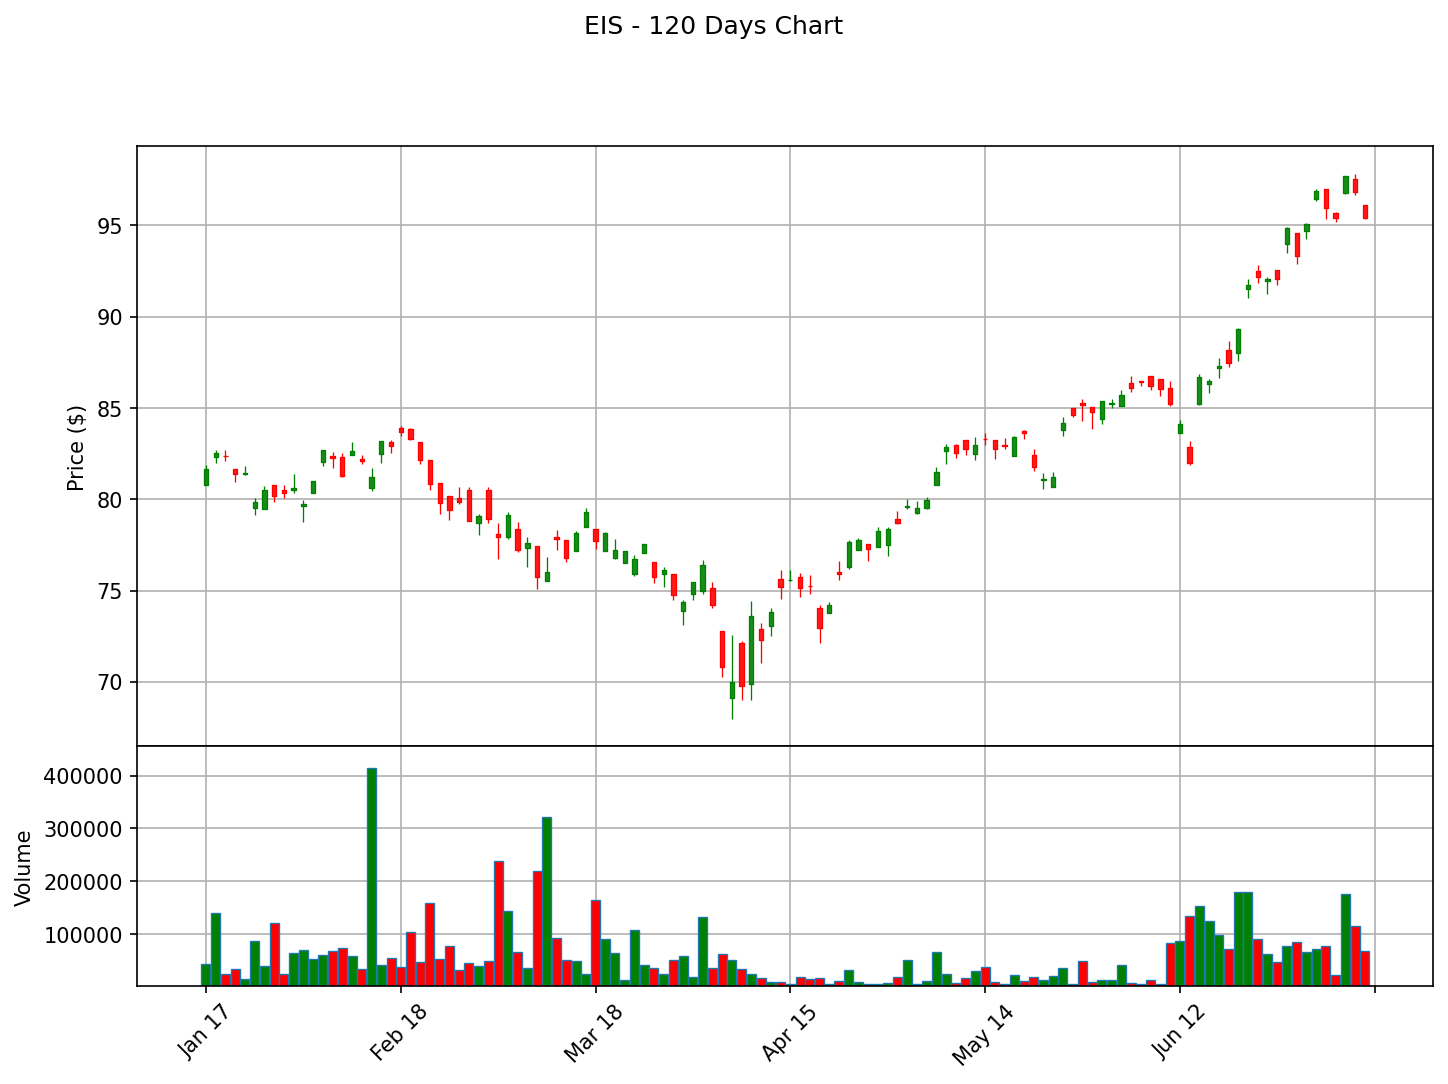 EIS - 120 Days Chart
Price ($)
95
90
85
80
75
70
Volume
400000
300000
200000
100000
Jan 17
Feb 18
Mar 18
Apr 15
May 14
Jun 12